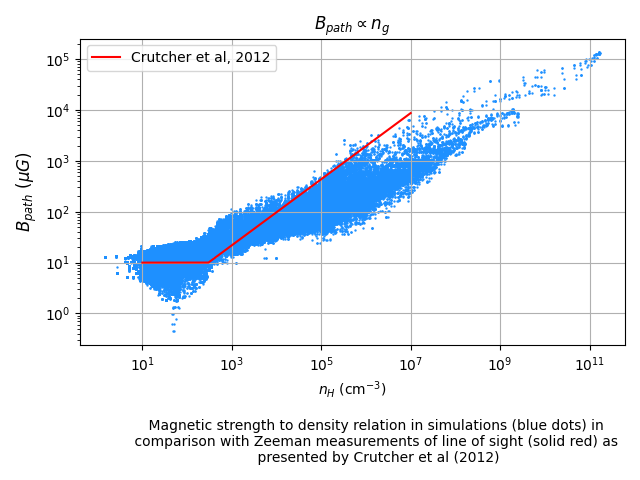 B_path ∝ n_g
Crutcher et al, 2012
10^5
10^4
10^3
10^2
10^1
10^0
B_path (μG)
10^1 10^3 10^5 10^7 10^9 10^11
n_H (cm^−3)
Magnetic strength to density relation in simulations (blue dots) in
comparison with Zeeman measurements of line of sight (solid red) as
presented by Crutcher et al (2012)